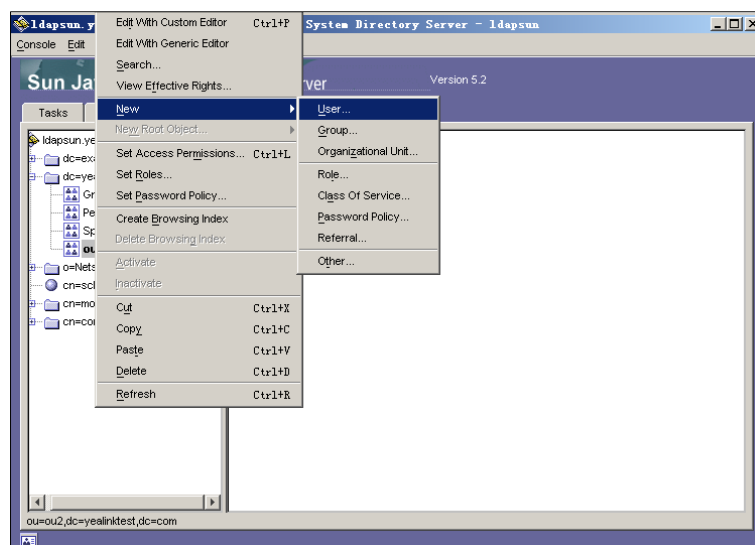 ldapsun.y
System Directory Server - ldapsun
Console Edit
Sun Ja
ver
Version 5.2
Tasks
Edit With Custom Editor Ctrl+P
Edit With Generic Editor
Search...
View Effective Rights...
New
New Root Object...
Set Access Permissions... Ctrl+L
Set Roles...
Set Password Policy...
Create Browsing Index
Delete Browsing Index
Activate
Inactivate
Cut Ctrl+X
Copy Ctrl+C
Paste Ctrl+V
Delete Ctrl+D
Refresh Ctrl+R
User...
Group...
Organizational Unit...
Role...
Class Of Service...
Password Policy...
Referral...
Other...
ldapsun.ye
dc=ex
dc=ye
Gr
Pe
Sp
ou
o=Nets
cn=sc
cn=mo
cn=co
ou=ou2,dc=yealinktest,dc=com